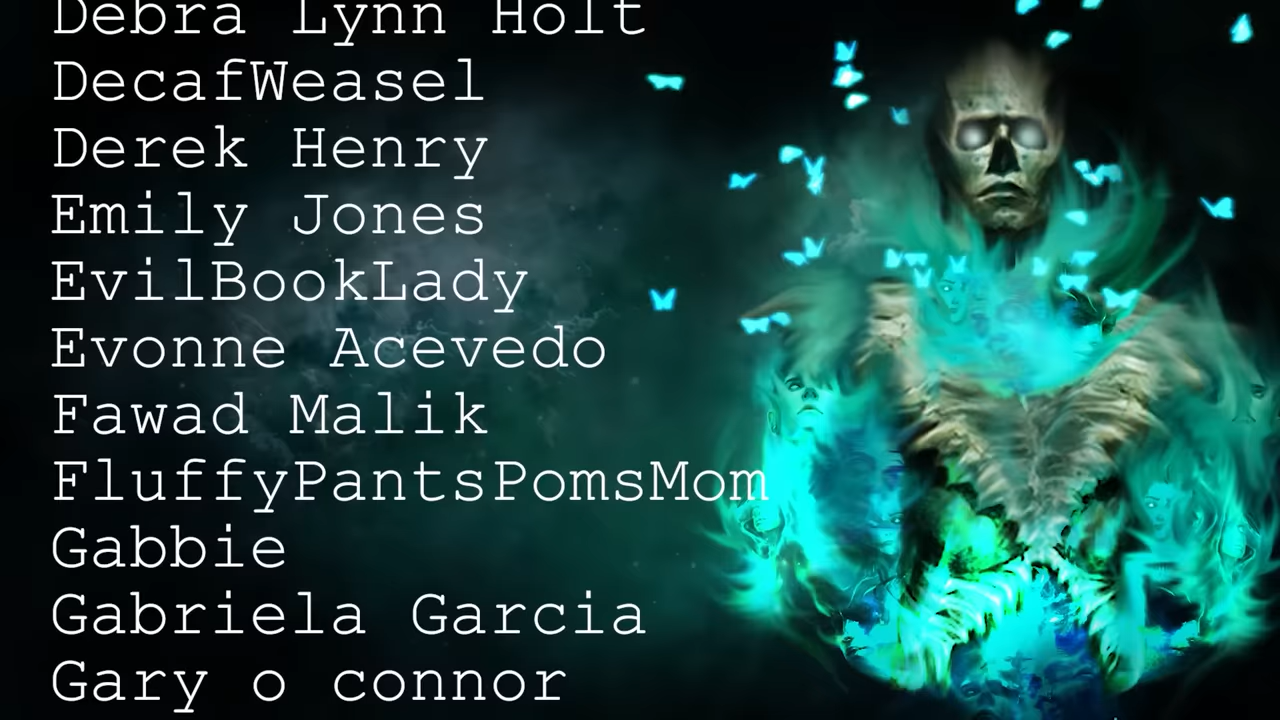 Debra Lynn Holt
DecafWeasel
Derek Henry
Emily Jones
EvilBookLady
Evonne Acevedo
Fawad Malik
FluffyPantsPomsMom
Gabbie
Gabriela Garcia
Gary o connor